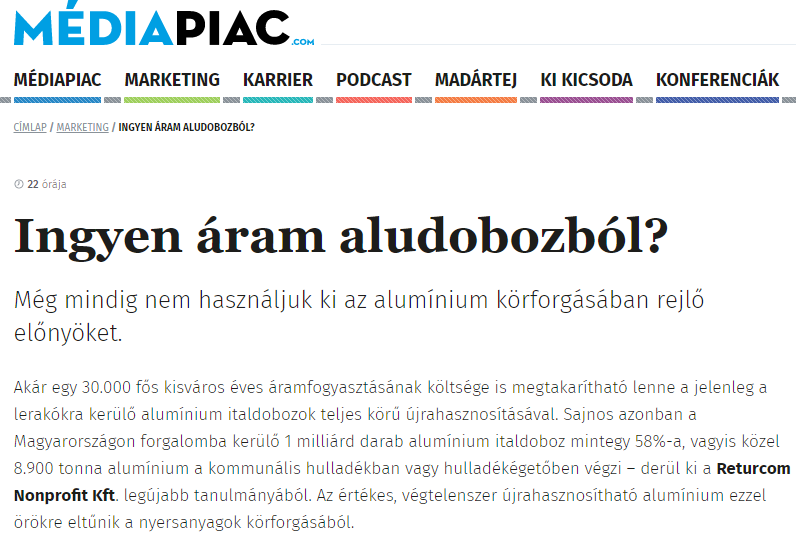 MÉDIAPIAC.COM
MÉDIAPIAC MARKETING KARRIER PODCAST MADÁRTEJ KI KICSODA KONFERENCIÁK
CÍMLAP / MARKETING / INGYEN ÁRAM ALUDOBOZBÓL?
22 órája
Ingyen áram aludobozból?
Még mindig nem használjuk ki az alumínium körforgásában rejlő
előnyöket.
Akár egy 30.000 fős kisváros éves áramfogyasztásának költsége is megtakarítható lenne a jelenleg a
lerakókra kerülő alumínium italdobozok teljes körű újrahasznosításával. Sajnos azonban a
Magyarországon forgalomba kerülő 1 milliárd darab alumínium italdoboz mintegy 58%-a, vagyis közel
8.900 tonna alumínium a kommunális hulladékban vagy hulladékégetőben végzi – derül ki a Returcom
Nonprofit Kft. legújabb tanulmányából. Az értékes, végtelenszer újrahasznosítható alumínium ezzel
örökre eltűnik a nyersanyagok körforgásából.